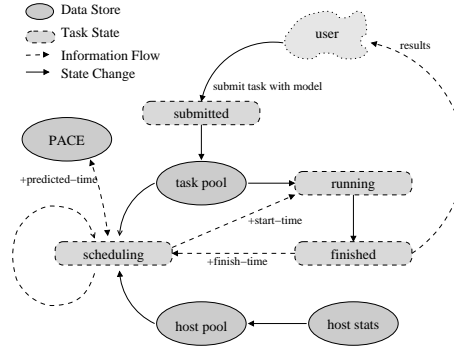 Data Store
Task State
Information Flow
State Change
user
results
submit task with model
submitted
PACE
+predicted-time
task pool
running
+start-time
scheduling
+finish-time
finished
host pool
host stats